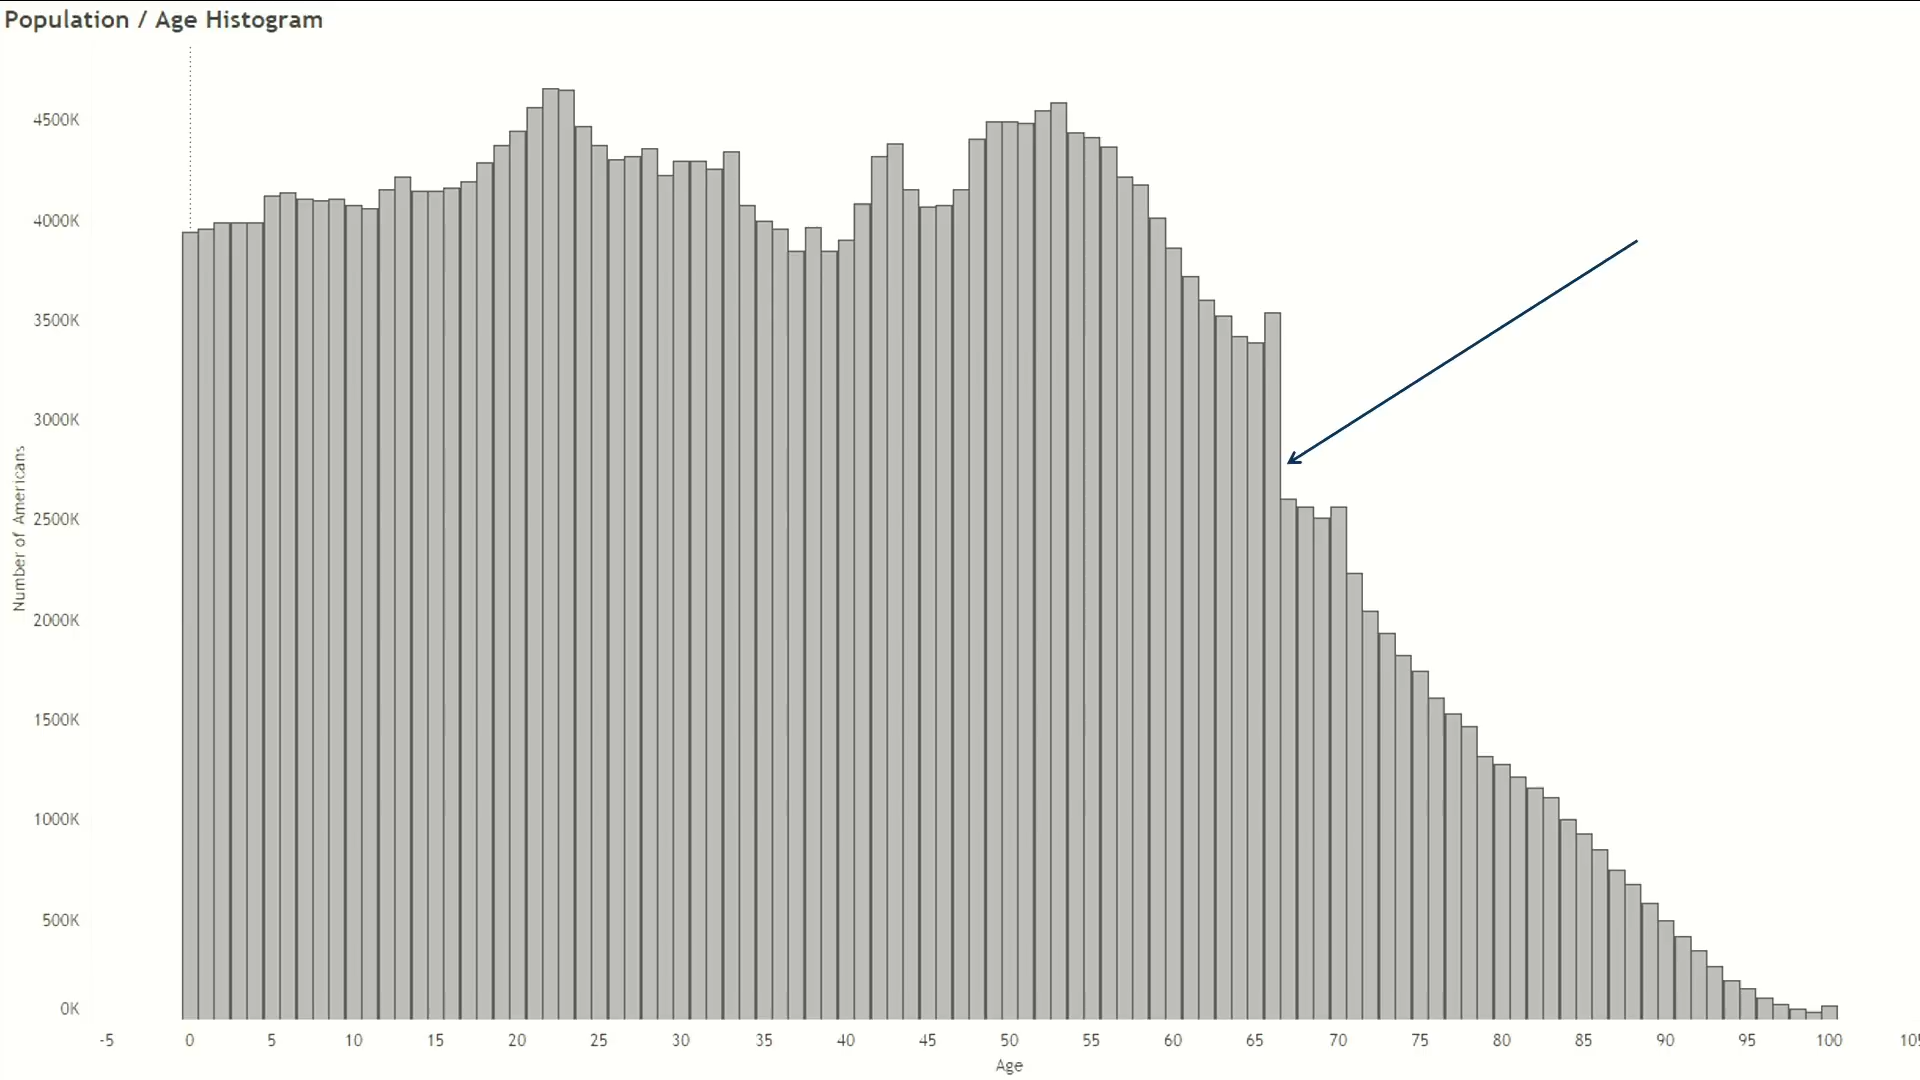 Population / Age Histogram
4500K
4000K
3500K
3000K
2500K
2000K
1500K
1000K
500K
0K
Number of Americans
-5 0 5 10 15 20 25 30 35 40 45 50 55 60 65 70 75 80 85 90 95 100 105
Age